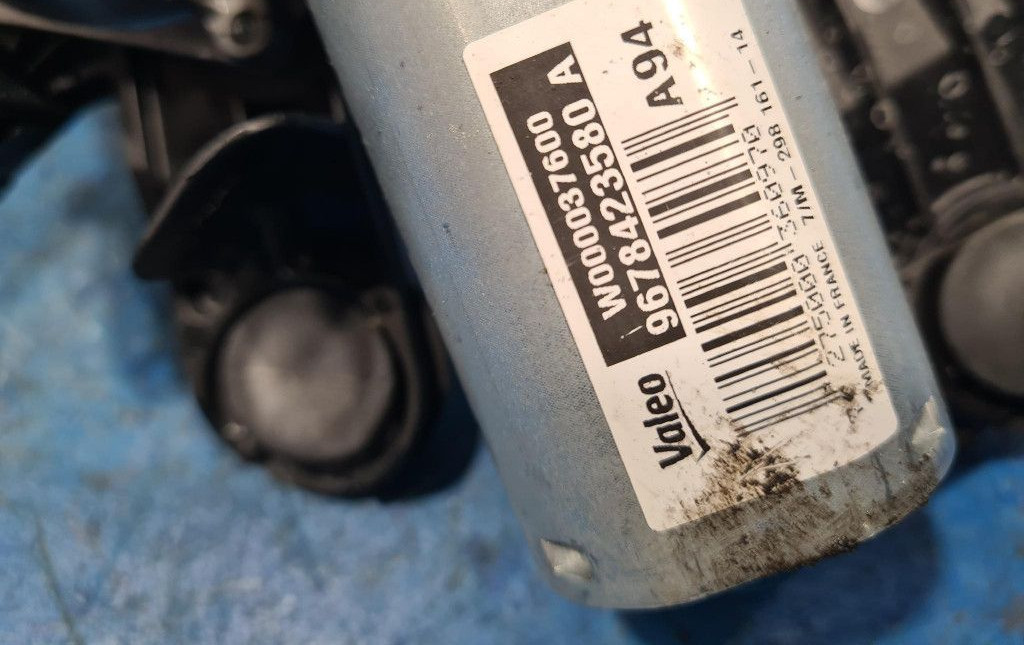 W000037600
9678423580 A
A94
Valeo
MADE IN FRANCE 7/M - 298 161 - 14